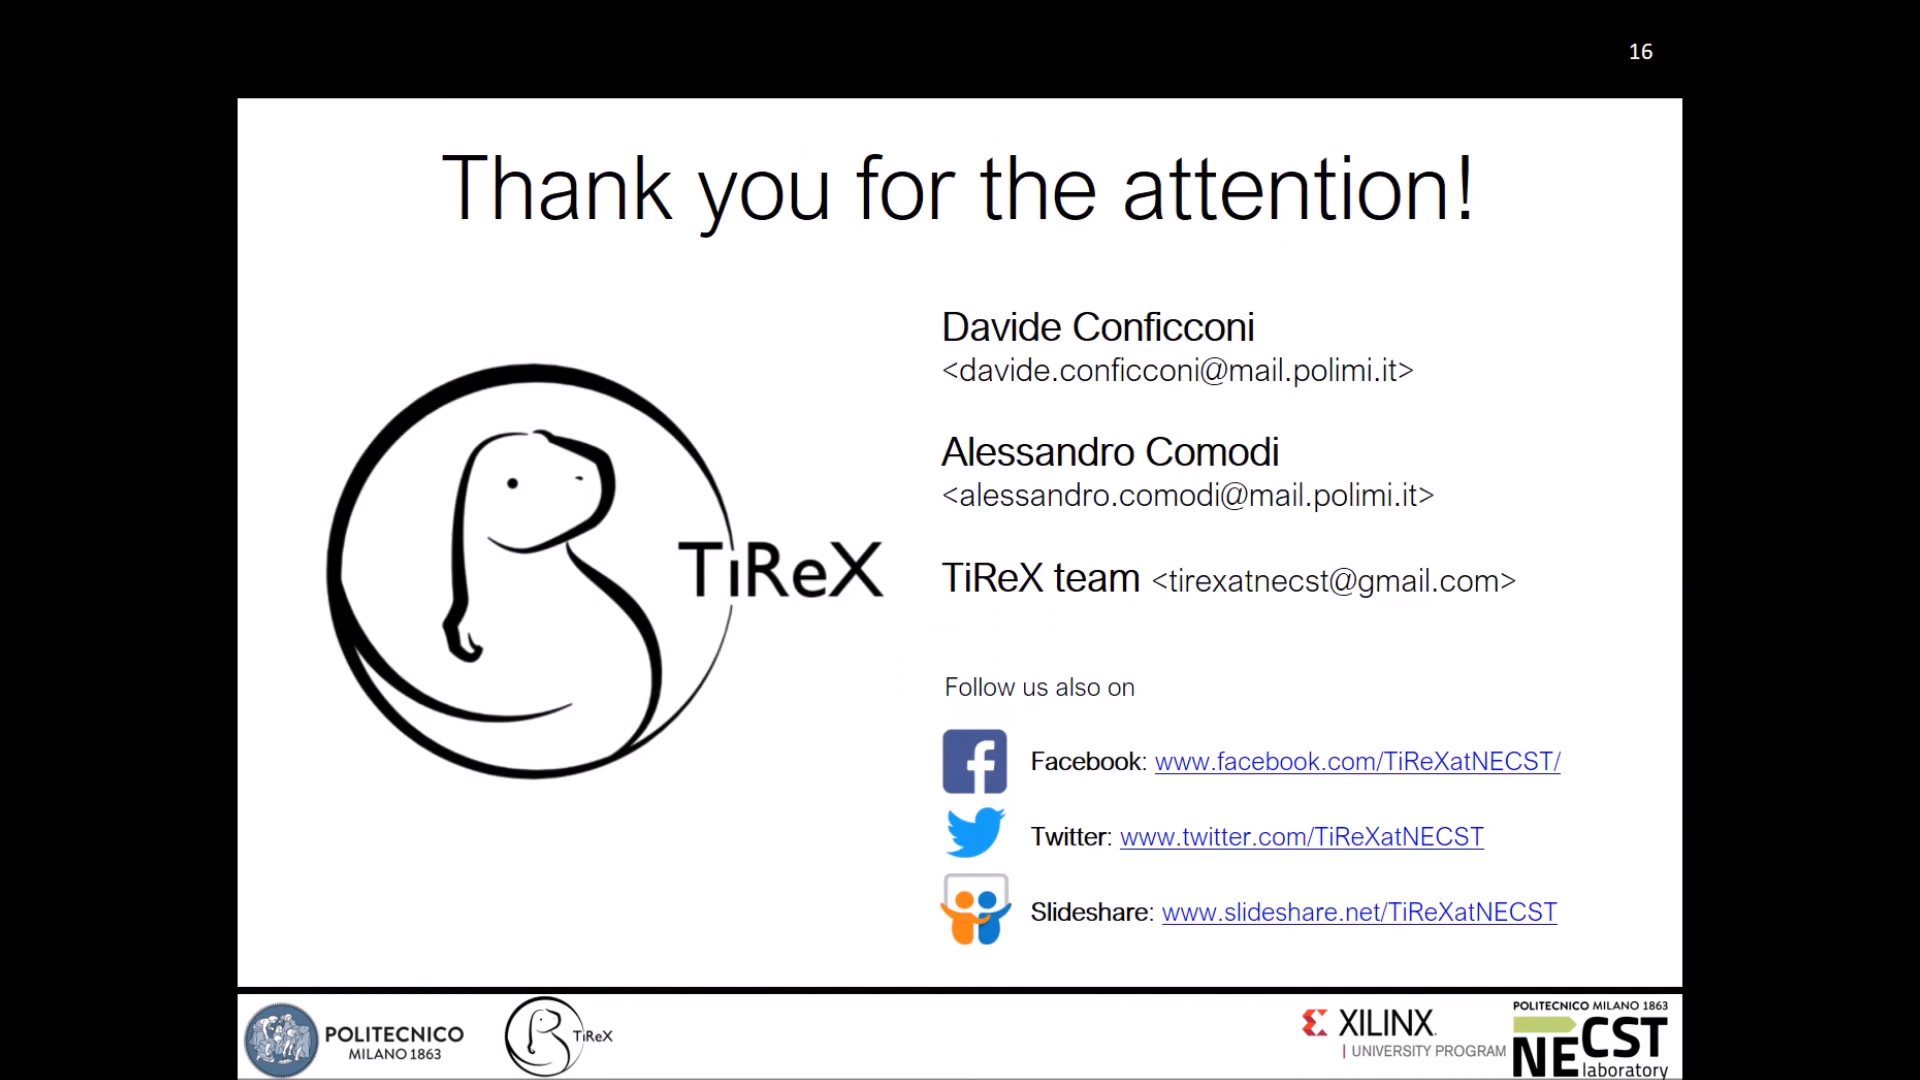 16
Thank you for the attention!
Davide Conficconi
<davide.conficconi@mail.polimi.it>
Alessandro Comodi
<alessandro.comodi@mail.polimi.it>
TiReX
TiReX team <tirexatnecst@gmail.com>
Follow us also on
Facebook: www.facebook.com/TiReXatNECST/
Twitter: www.twitter.com/TiReXatNECST
Slideshare: www.slideshare.net/TiReXatNECST
POLITECNICO
MILANO 1863
TiReX
XILINX
| UNIVERSITY PROGRAM
POLITECNICO MILANO 1863
NECST
laboratory